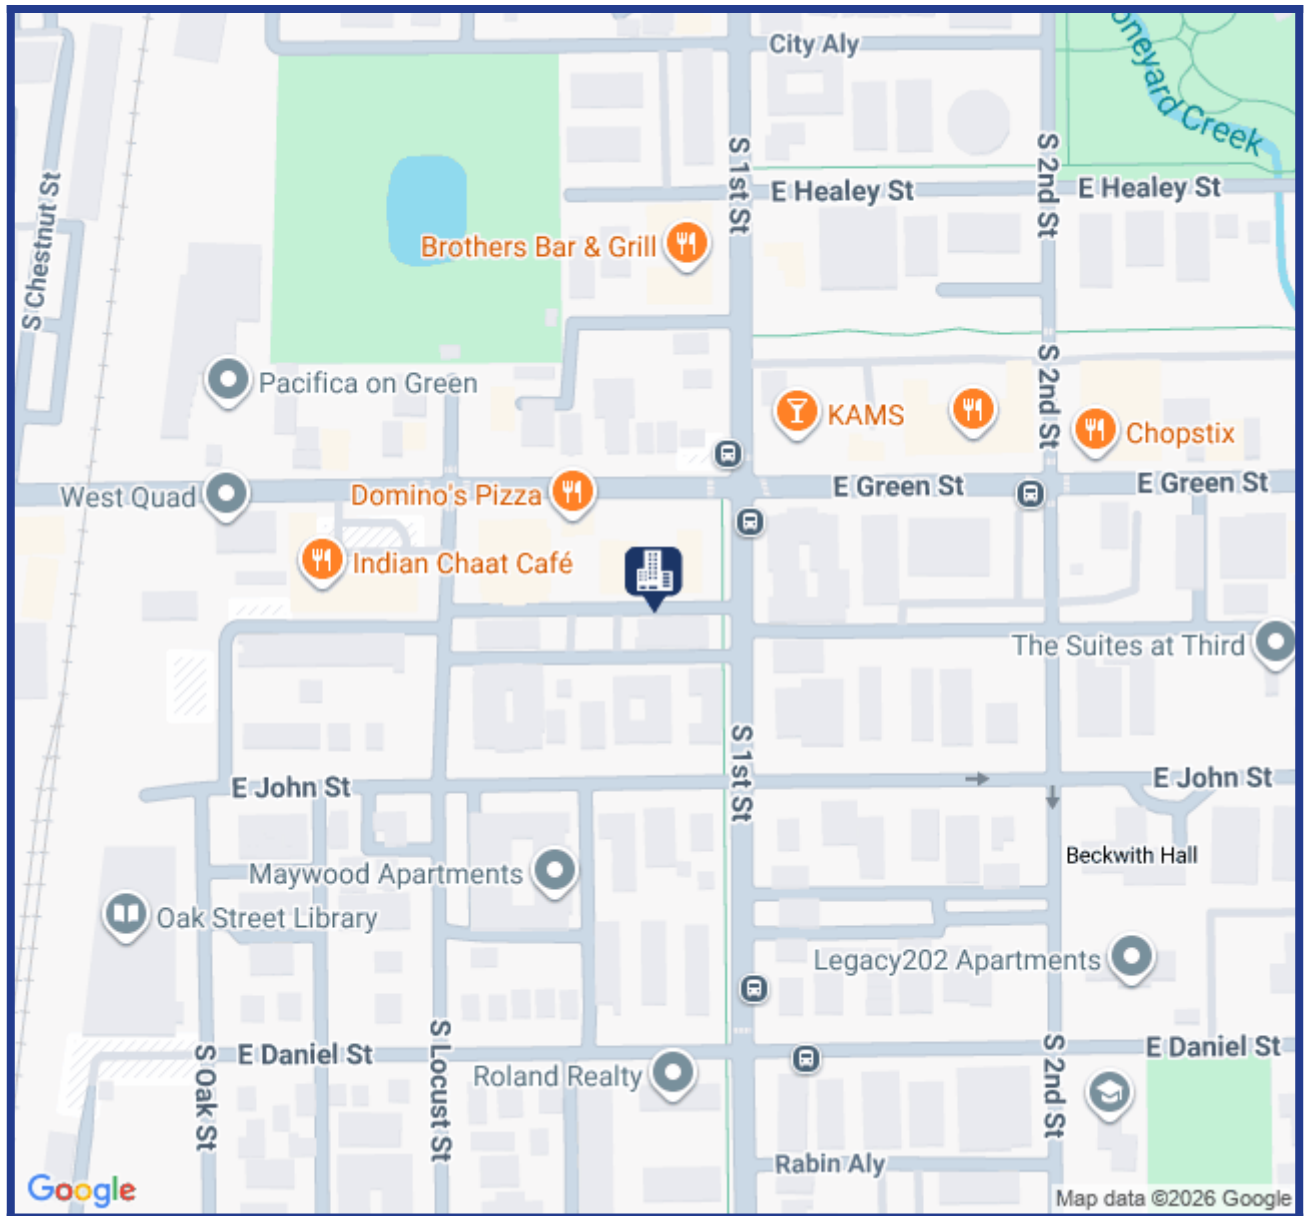 City Aly
oneyard Creek
S Chestnut St
S 1st St
S 2nd St
E Healey St
E Healey St
Brothers Bar & Grill
S 2nd St
Pacifica on Green
KAMS
Chopstix
West Quad
Domino's Pizza
E Green St
E Green St
Indian Chaat Café
The Suites at Third
S 1st St
E John St
E John St
Beckwith Hall
Maywood Apartments
Oak Street Library
Legacy202 Apartments
S Oak St
E Daniel St
S Locust St
S 2nd St
E Daniel St
Roland Realty
Rabin Aly
Google
Map data ©2026 Google